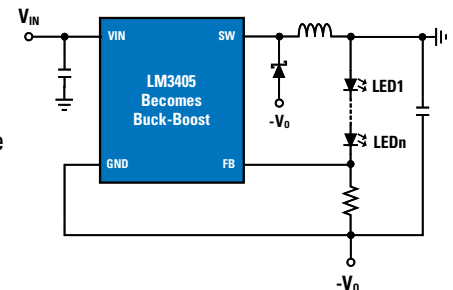 VIN
VIN
SW
LM3405
Becomes
Buck-Boost
-V0
LED1
LEDn
e
GND
FB
-V0